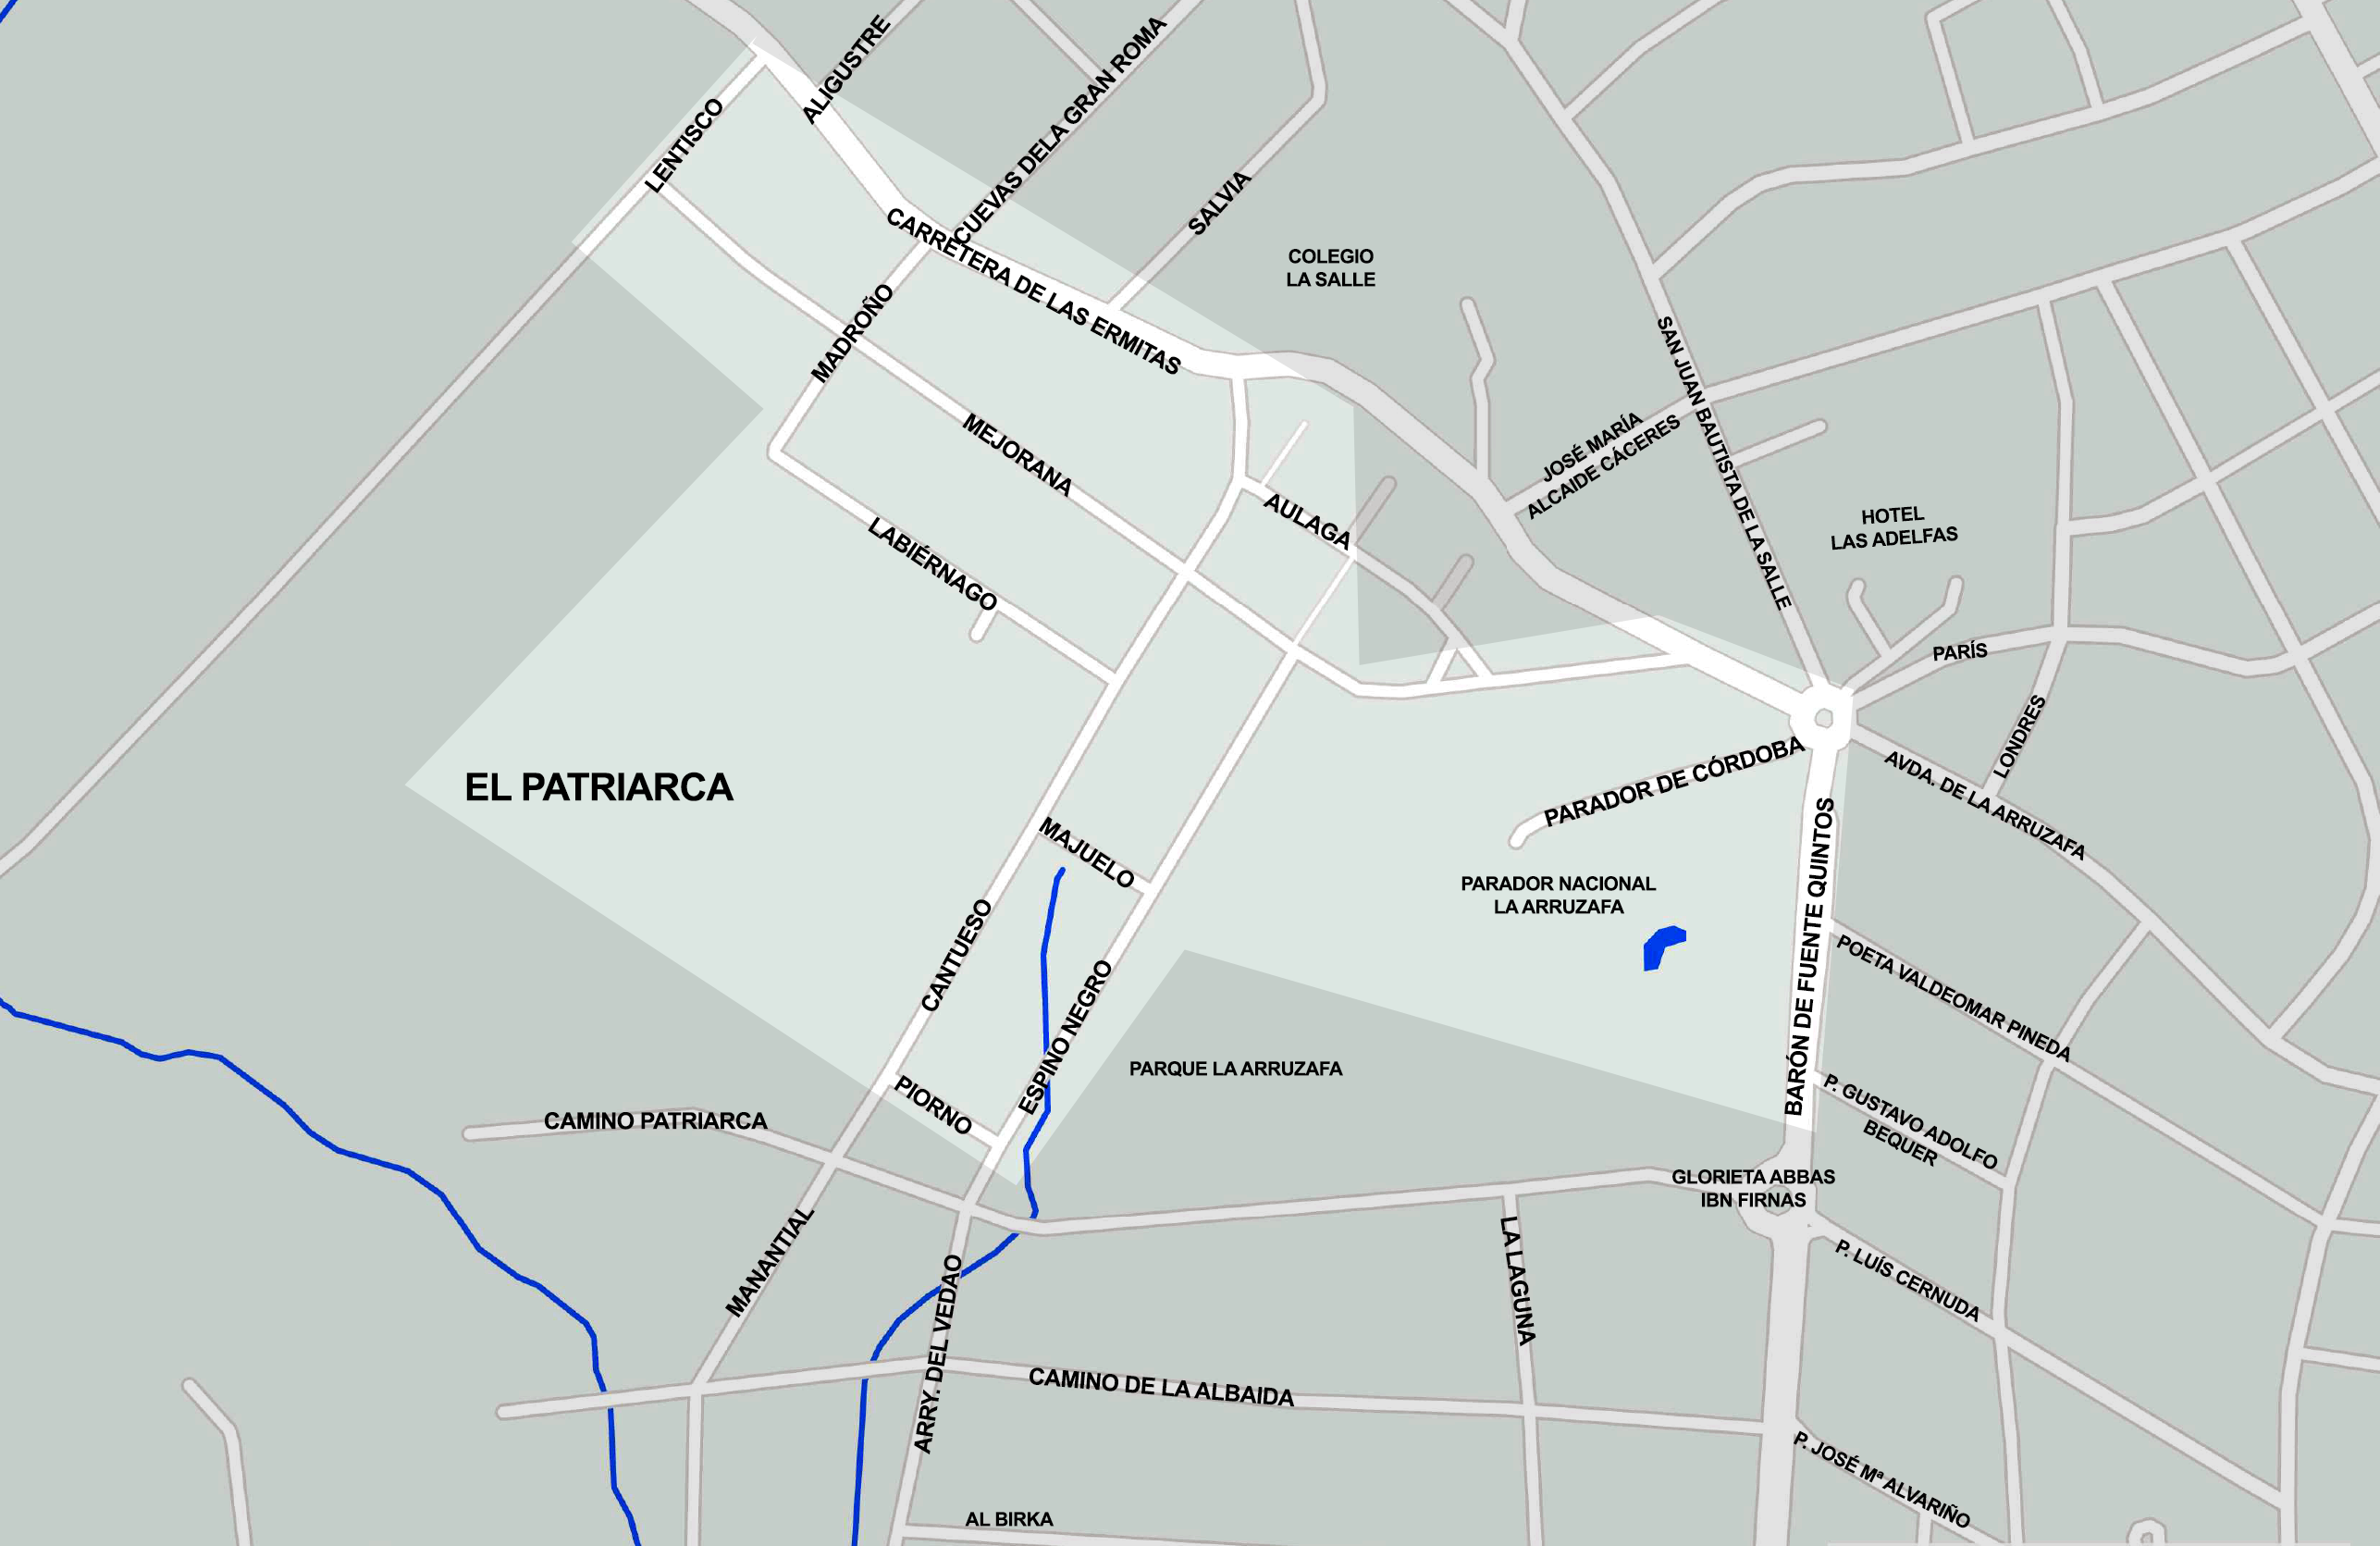 ALIGUSTRE
CUEVAS DELA GRAN ROMA
LENTISCO
SALVIA
CARRETERA DE LAS ERMITAS
COLEGIO
LA SALLE
MADROÑO
SAN JUAN BAUTISTA DE LA SALLE
MEJORANA
JOSÉ MARÍA
ALCAIDE CÁCERES
AULAGA
LABIÉRNAGO
HOTEL
LAS ADELFAS
PARÍS
LONDRES
EL PATRIARCA
PARADOR DE CÓRDOBA
AVDA. DE LA ARRUZAFA
MAJUELO
PARADOR NACIONAL
LA ARRUZAFA
BARÓN DE FUENTE QUINTOS
CANTUESO
POETA VALDEOMAR PINEDA
ESPINO NEGRO
PARQUE LA ARRUZAFA
PIORNO
CAMINO PATRIARCA
P. GUSTAVO ADOLFO
BEQUER
GLORIETA ABBAS
IBN FIRNAS
MANANTIAL
LA LAGUNA
P. LUÍS CERNUDA
ARRY. DEL VEDAO
CAMINO DE LA ALBAIDA
P. JOSÉ Mª ALVARIÑO
AL BIRKA